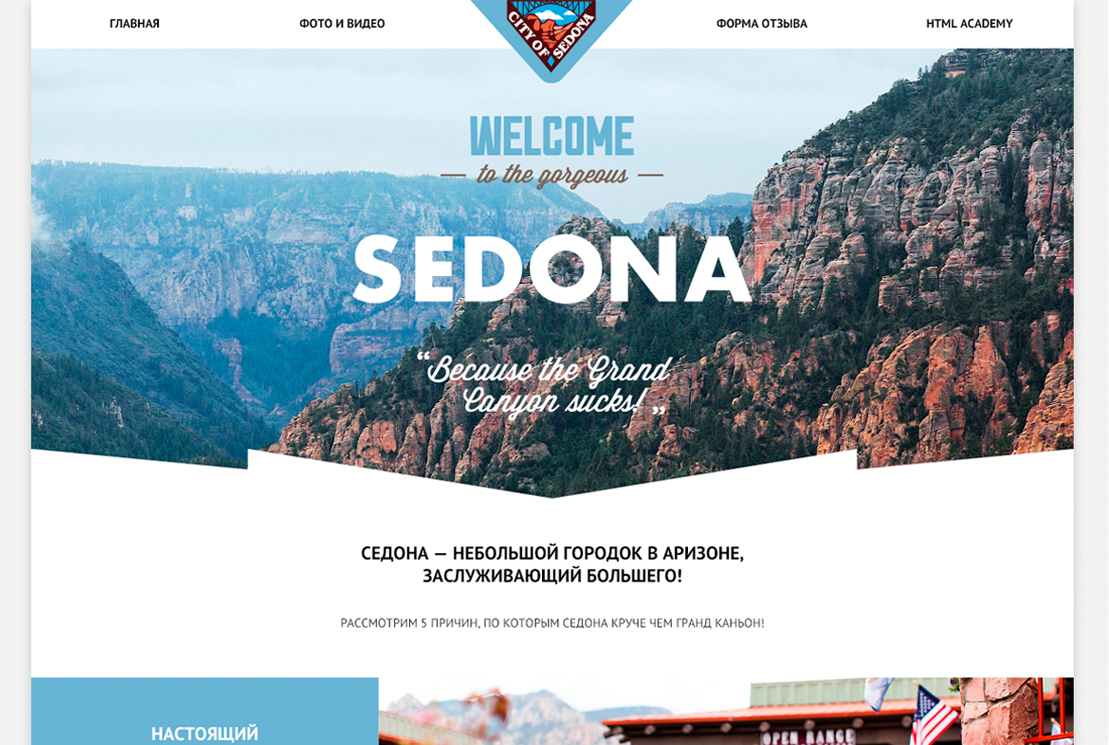 ГЛАВНАЯ
ФОТО И ВИДЕО
CITY OF SEDONA
ФОРМА ОТЗЫВА
HTML ACADEMY
WELCOME
— to the gorgeous —
SEDONA
“Because the Grand
Canyon sucks!„
СЕДОНА — НЕБОЛЬШОЙ ГОРОДОК В АРИЗОНЕ,
ЗАСЛУЖИВАЮЩИЙ БОЛЬШЕГО!
РАССМОТРИМ 5 ПРИЧИН, ПО КОТОРЫМ СЕДОНА КРУЧЕ ЧЕМ ГРАНД КАНЬОН!
НАСТОЯЩИЙ
OPEN RANGE